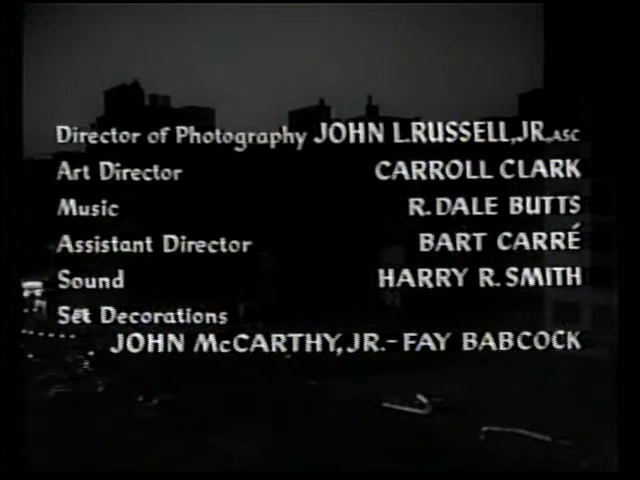 Director of Photography JOHN L. RUSSELL, JR., ASC
Art Director CARROLL CLARK
Music R. DALE BUTTS
Assistant Director BART CARRÉ
Sound HARRY R. SMITH
Set Decorations
JOHN McCARTHY, JR. - FAY BABCOCK